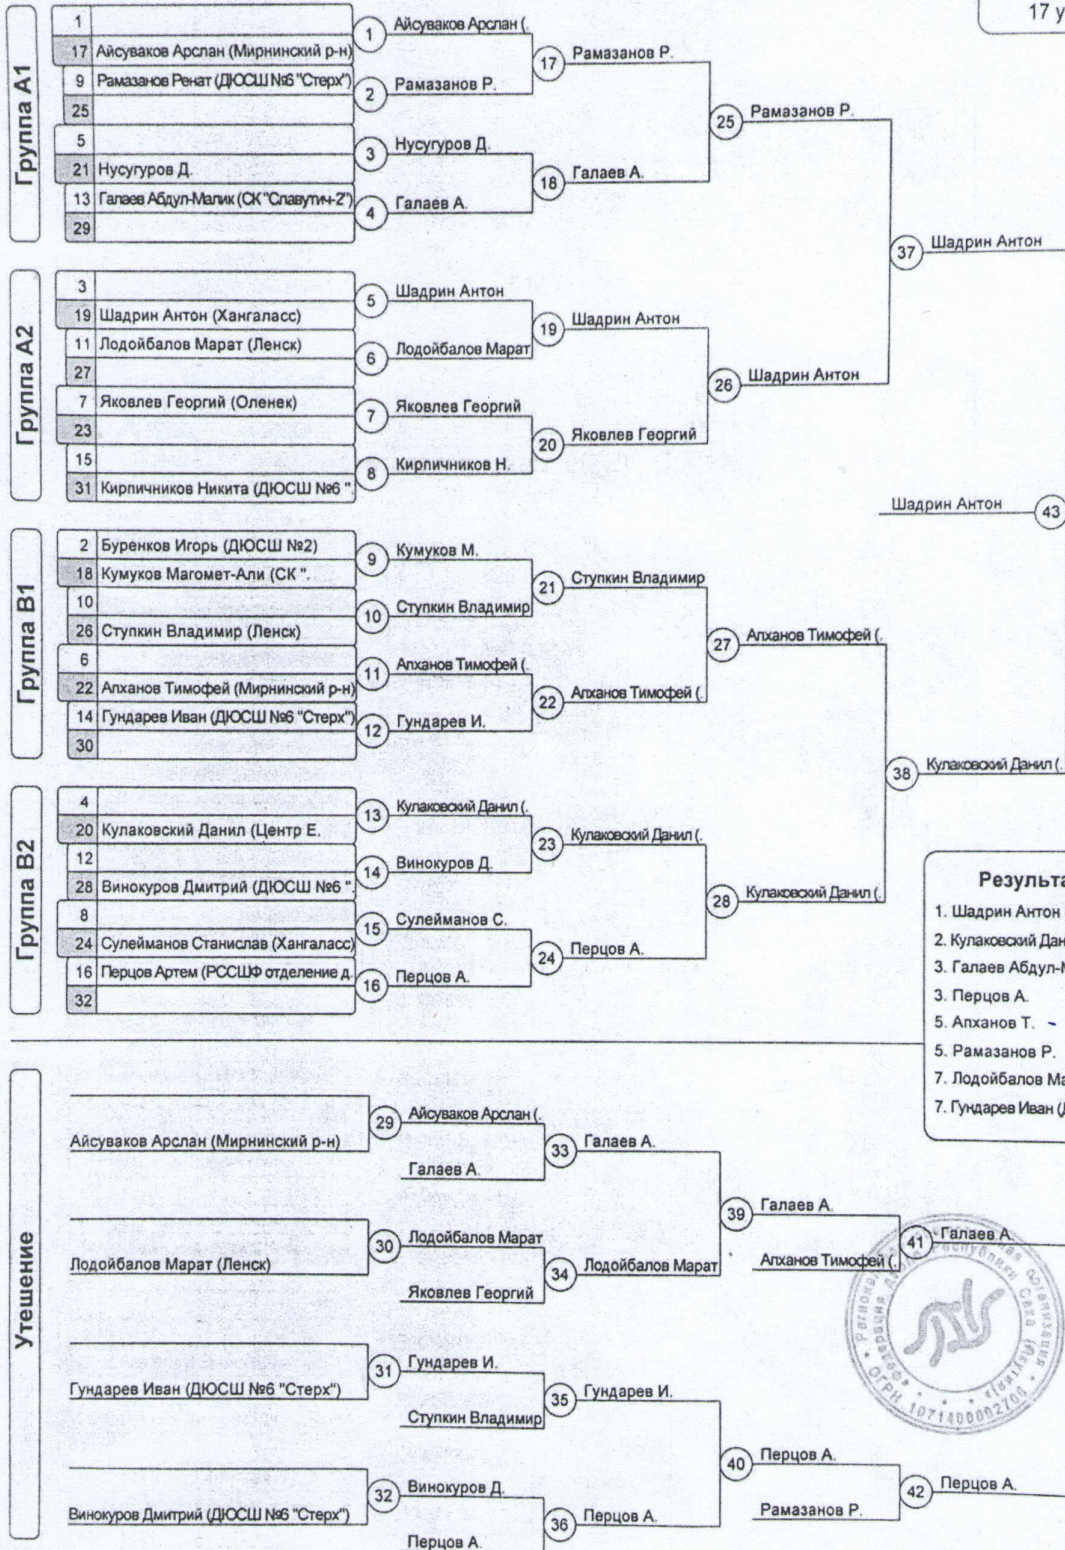 17 у
Группа А1
1
17 Айсуваков Арслан (Мирнинский р-н)
9 Рамазанов Ренат (ДЮСШ №6 "Стерх")
25
5
21 Нусугуров Д.
13 Галаев Абдул-Малик (СК "Славутич-2")
29
1 Айсуваков Арслан (.
2 Рамазанов Р.
3 Нусугуров Д.
4 Галаев А.
17 Рамазанов Р.
18 Галаев А.
25 Рамазанов Р.
37 Шадрин Антон
Группа А2
3
19 Шадрин Антон (Хангаласс)
11 Лодойбалов Марат (Ленск)
27
7 Яковлев Георгий (Оленек)
23
15
31 Кирпичников Никита (ДЮСШ №6 ".
5 Шадрин Антон
6 Лодойбалов Марат
7 Яковлев Георгий
8 Кирпичников Н.
19 Шадрин Антон
20 Яковлев Георгий
26 Шадрин Антон
Шадрин Антон 43
Группа В1
2 Буренков Игорь (ДЮСШ №2)
18 Кумуков Магомет-Али (СК ".
10
26 Ступкин Владимир (Ленск)
6
22 Апханов Тимофей (Мирнинский р-н)
14 Гундарев Иван (ДЮСШ №6 "Стерх")
30
9 Кумуков М.
10 Ступкин Владимир
11 Апханов Тимофей (.
12 Гундарев И.
21 Ступкин Владимир
22 Апханов Тимофей (.
27 Апханов Тимофей (.
38 Кулаковский Данил (.
Группа В2
4
20 Кулаковский Данил (Центр Е.
12
28 Винокуров Дмитрий (ДЮСШ №6 ".
8
24 Сулейманов Станислав (Хангаласс)
16 Перцов Артем (РССШФ отделение д.
32
13 Кулаковский Данил (.
14 Винокуров Д.
15 Сулейманов С.
16 Перцов А.
23 Кулаковский Данил (.
24 Перцов А.
28 Кулаковский Данил (.
Результа
1. Шадрин Антон
2. Кулаковский Дан
3. Галаев Абдул-М
3. Перцов А.
5. Апханов Т. -
5. Рамазанов Р.
7. Лодойбалов Ма
7. Гундарев Иван (Д
Утешение
Айсуваков Арслан (Мирнинский р-н)
29 Айсуваков Арслан (.
Галаев А.
33 Галаев А.
Лодойбалов Марат (Ленск)
30 Лодойбалов Марат
Яковлев Георгий
34 Лодойбалов Марат
39 Галаев А.
Апханов Тимофей (.
41 Галаев А.
Гундарев Иван (ДЮСШ №6 "Стерх")
31 Гундарев И.
Ступкин Владимир
35 Гундарев И.
Винокуров Дмитрий (ДЮСШ №6 "Стерх")
32 Винокуров Д.
Перцов А.
36 Перцов А.
40 Перцов А.
Рамазанов Р.
42 Перцов А.
Республики Саха (Якутия)
ОГРН 1071400002706